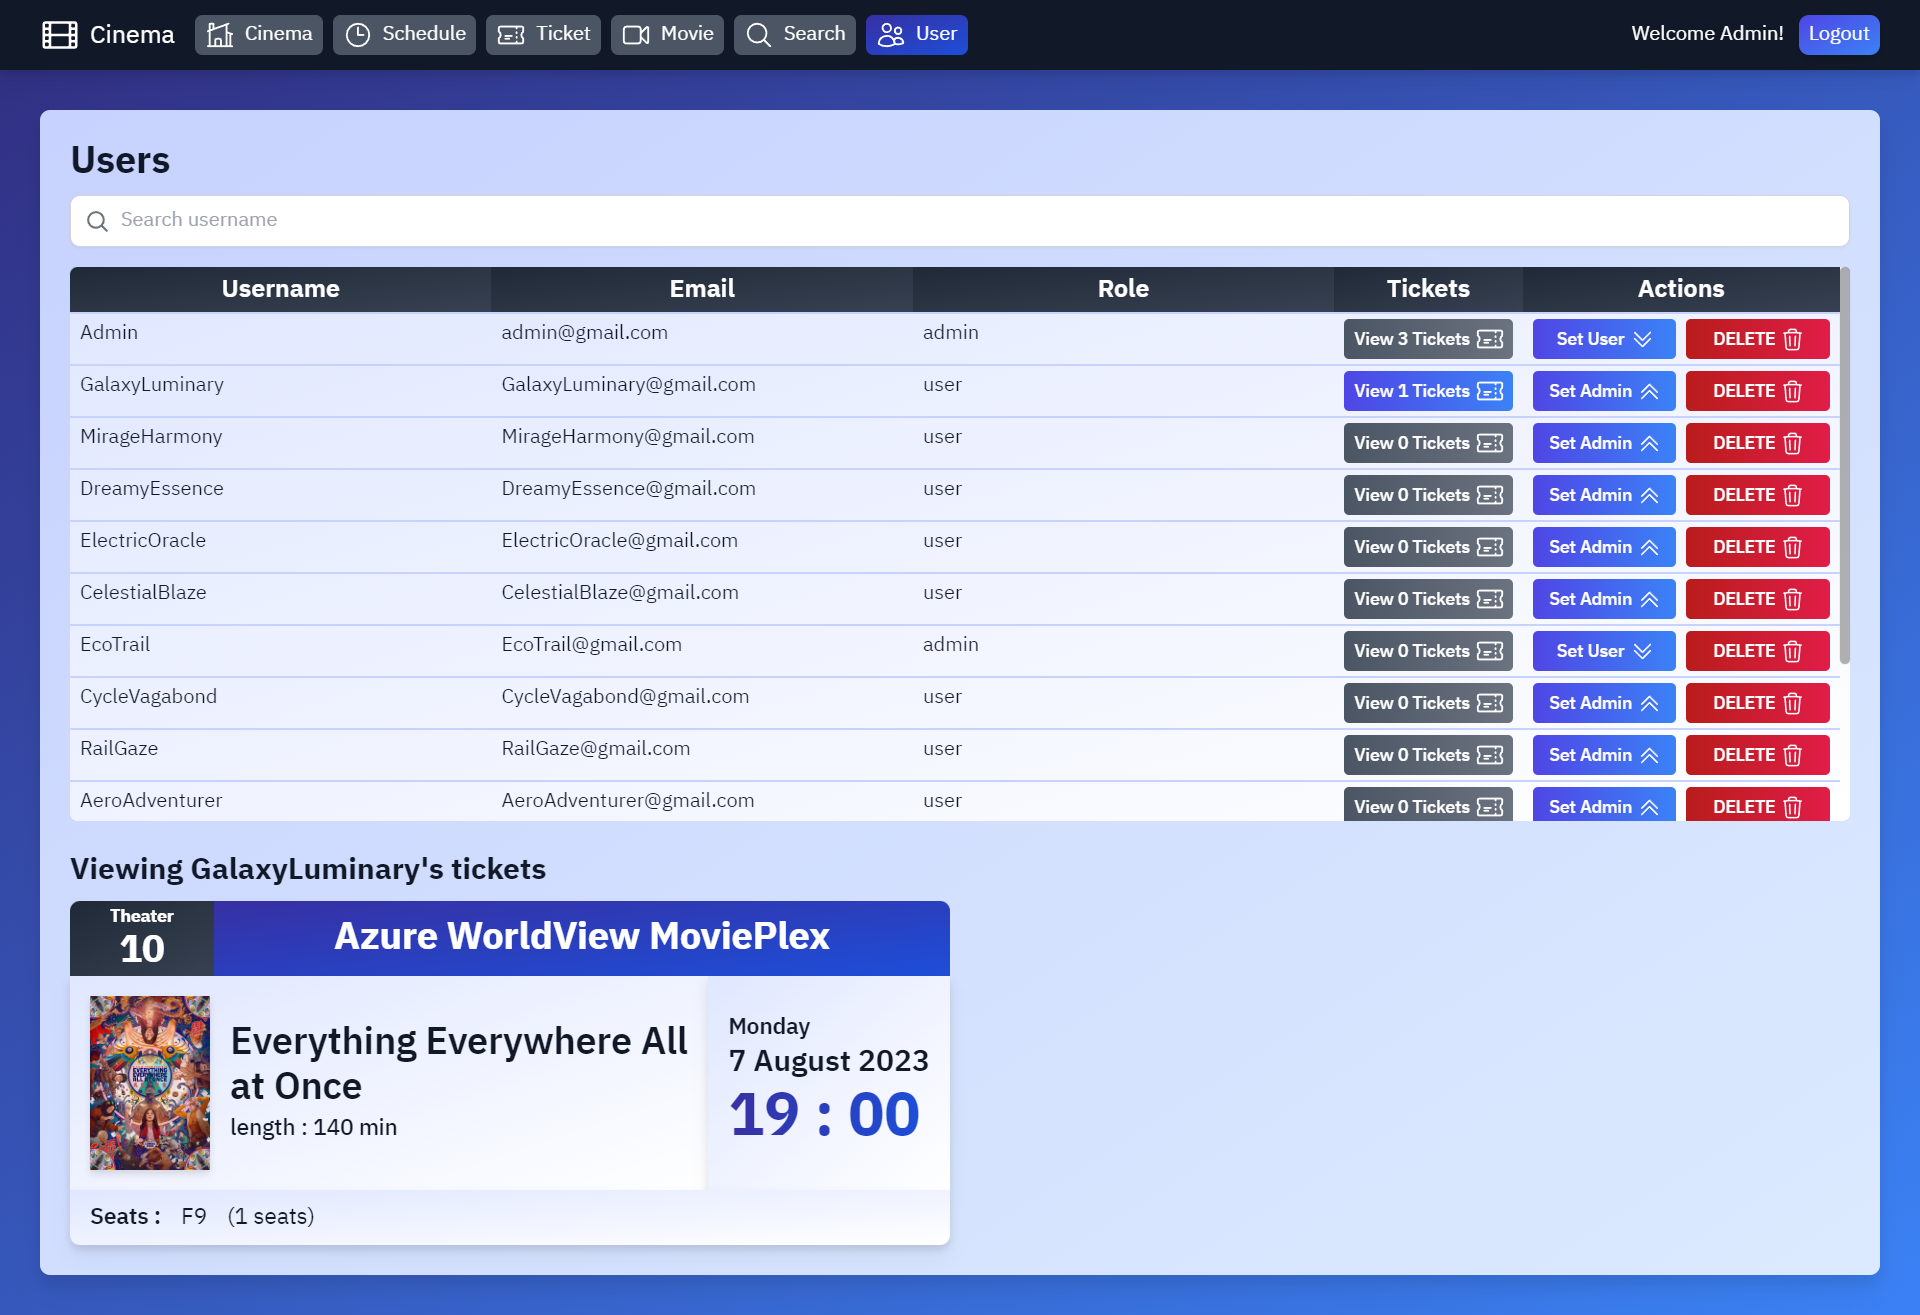 Cinema Cinema Schedule Ticket Movie Search User Welcome Admin! Logout
Users
Search username
Username Email Role Tickets Actions
Admin admin@gmail.com admin View 3 Tickets Set User DELETE
GalaxyLuminary GalaxyLuminary@gmail.com user View 1 Tickets Set Admin DELETE
MirageHarmony MirageHarmony@gmail.com user View 0 Tickets Set Admin DELETE
DreamyEssence DreamyEssence@gmail.com user View 0 Tickets Set Admin DELETE
ElectricOracle ElectricOracle@gmail.com user View 0 Tickets Set Admin DELETE
CelestialBlaze CelestialBlaze@gmail.com user View 0 Tickets Set Admin DELETE
EcoTrail EcoTrail@gmail.com admin View 0 Tickets Set User DELETE
CycleVagabond CycleVagabond@gmail.com user View 0 Tickets Set Admin DELETE
RailGaze RailGaze@gmail.com user View 0 Tickets Set Admin DELETE
AeroAdventurer AeroAdventurer@gmail.com user View 0 Tickets Set Admin DELETE
Viewing GalaxyLuminary's tickets
Theater
10
Azure WorldView MoviePlex
EVERYTHING
EVERYWHERE
ALL AT ONCE
Everything Everywhere All
at Once
length : 140 min
Monday
7 August 2023
19 : 00
Seats : F9 (1 seats)